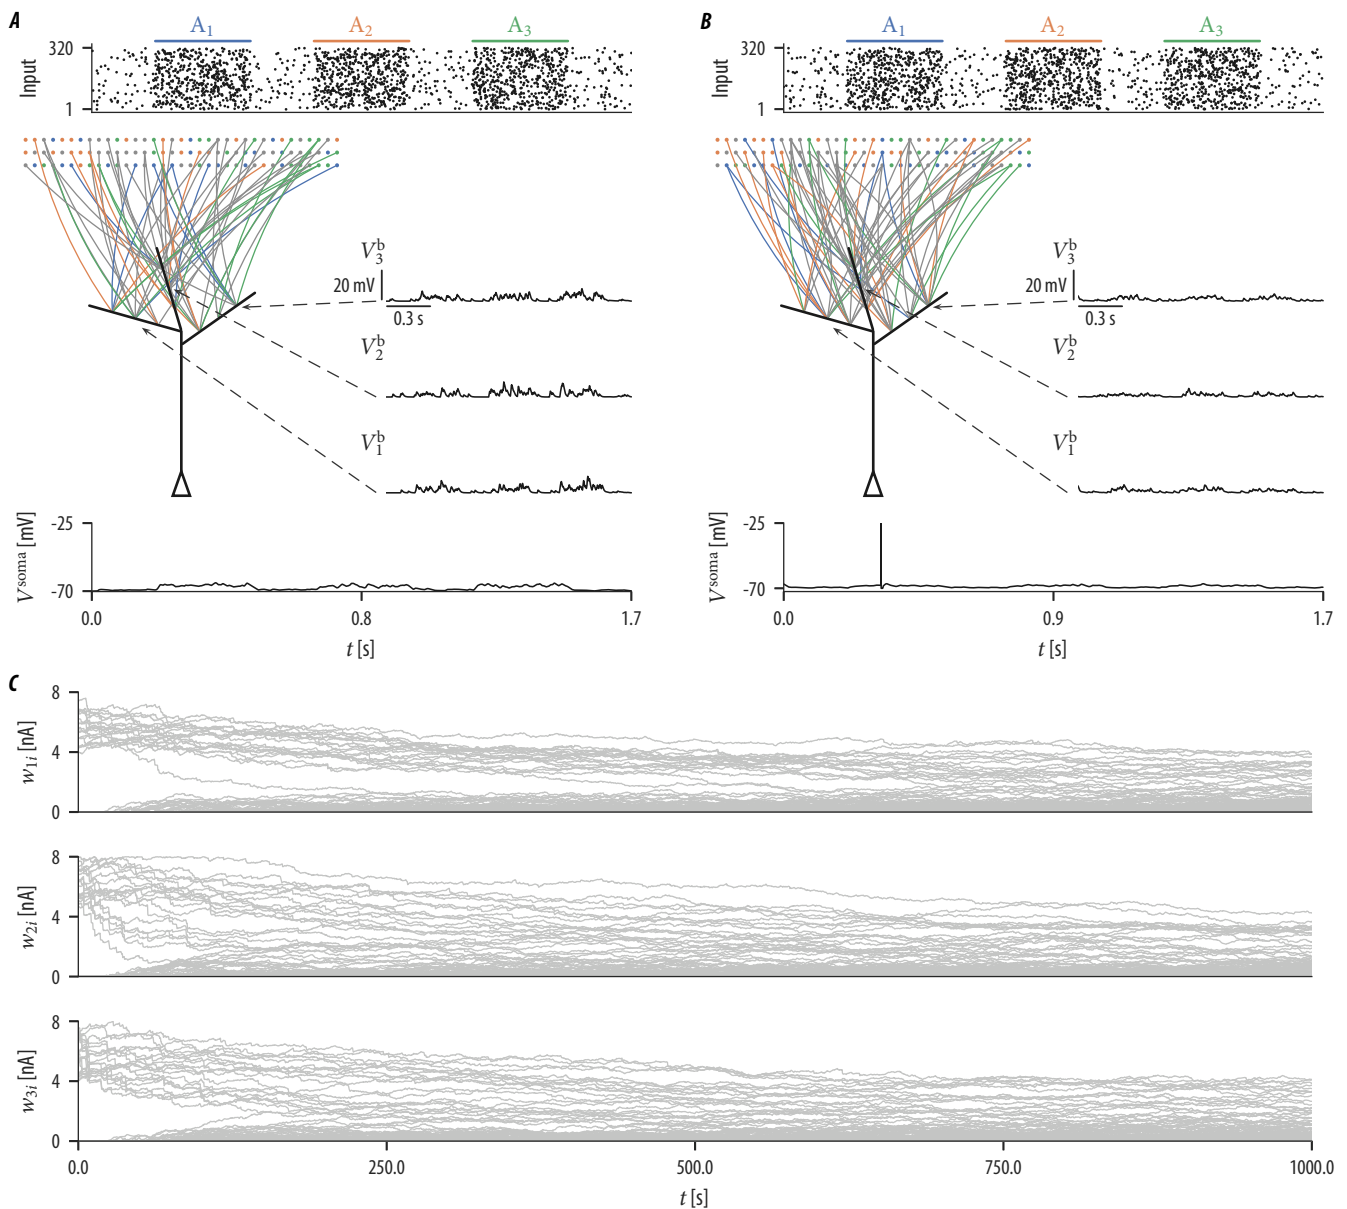 A
A₁ A₂ A₃
320
Input
1
V₃ᵇ
20 mV
0.3 s
V₂ᵇ
V₁ᵇ
-25
Vˢᵒᵐᵃ [mV]
-70
0.0 0.8 1.7
t [s]
B
A₁ A₂ A₃
320
Input
1
V₃ᵇ
20 mV
0.3 s
V₂ᵇ
V₁ᵇ
-25
Vˢᵒᵐᵃ [mV]
-70
0.0 0.9 1.7
t [s]
C
8
w₁ᵢ [nA]
4
0
8
w₂ᵢ [nA]
4
0
8
w₃ᵢ [nA]
4
0
0.0 250.0 500.0 750.0 1000.0
t [s]